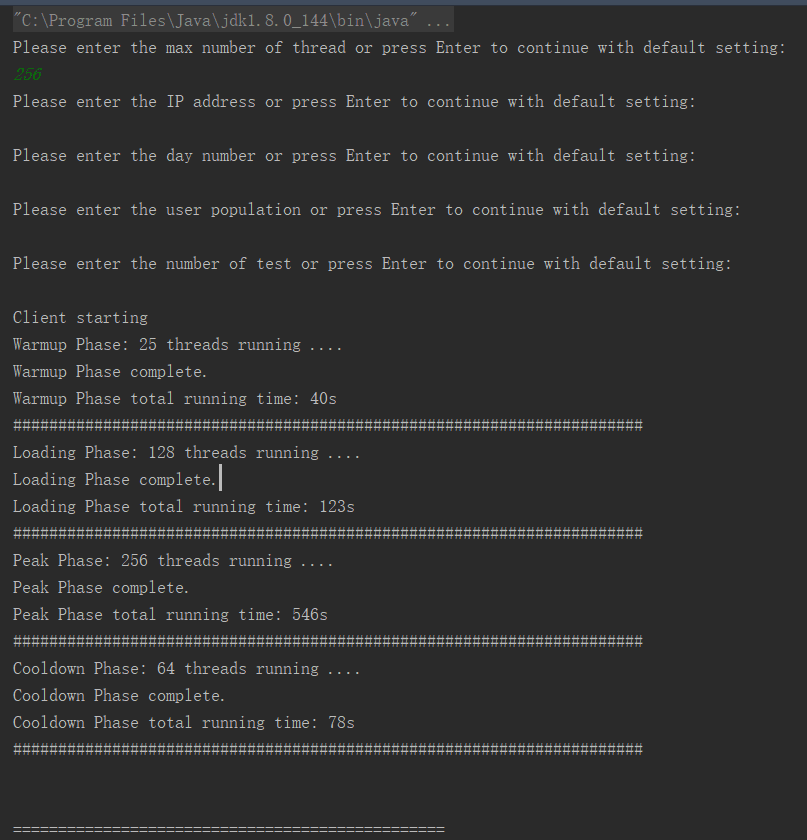 "C:\Program Files\Java\jdk1.8.0_144\bin\java" ...
Please enter the max number of thread or press Enter to continue with default setting:
256
Please enter the IP address or press Enter to continue with default setting:
Please enter the day number or press Enter to continue with default setting:
Please enter the user population or press Enter to continue with default setting:
Please enter the number of test or press Enter to continue with default setting:
Client starting
Warmup Phase: 25 threads running ....
Warmup Phase complete.
Warmup Phase total running time: 40s
######################################################################
Loading Phase: 128 threads running ....
Loading Phase complete.
Loading Phase total running time: 123s
######################################################################
Peak Phase: 256 threads running ....
Peak Phase complete.
Peak Phase total running time: 546s
######################################################################
Cooldown Phase: 64 threads running ....
Cooldown Phase complete.
Cooldown Phase total running time: 78s
######################################################################
================================================